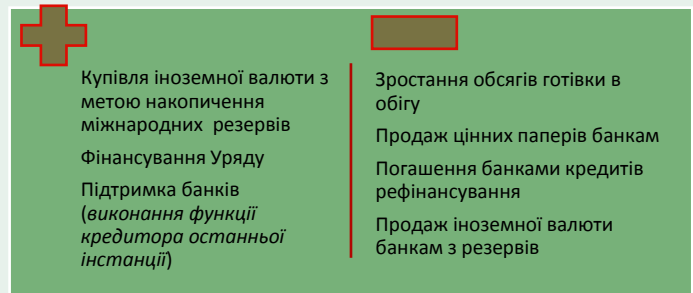 Купівля іноземної валюти з
метою накопичення
міжнародних резервів
Фінансування Уряду
Підтримка банків
(виконання функції
кредитора останньої
інстанції)
Зростання обсягів готівки в
обігу
Продаж цінних паперів банкам
Погашення банками кредитів
рефінансування
Продаж іноземної валюти
банкам з резервів